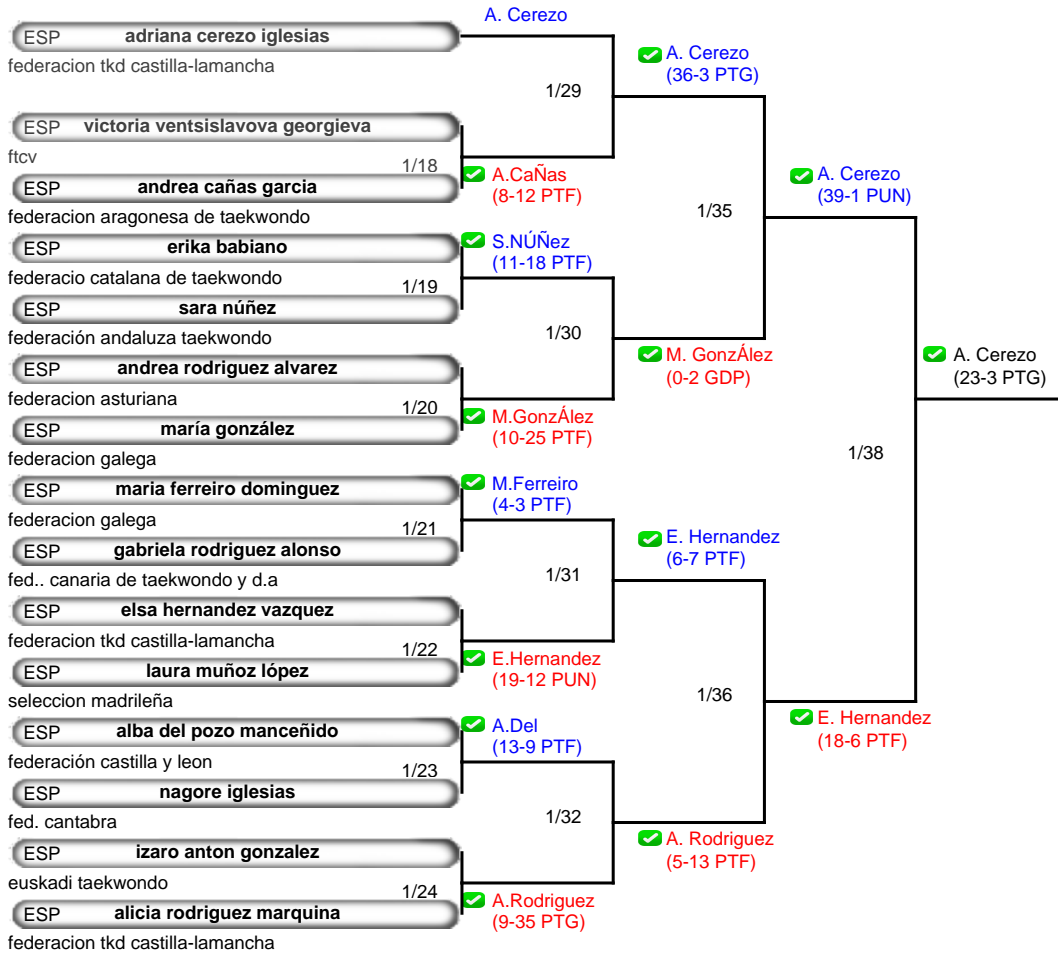 ESP adriana cerezo iglesias
federacion tkd castilla-lamancha
ESP victoria ventsislavova georgieva
ftcv
1/18
ESP andrea cañas garcia
federacion aragonesa de taekwondo
ESP erika babiano
federacio catalana de taekwondo
1/19
ESP sara núñez
federación andaluza taekwondo
ESP andrea rodriguez alvarez
federacion asturiana
1/20
ESP maría gonzález
federacion galega
ESP maria ferreiro dominguez
federacion galega
1/21
ESP gabriela rodriguez alonso
fed.. canaria de taekwondo y d.a
ESP elsa hernandez vazquez
federacion tkd castilla-lamancha
1/22
ESP laura muñoz lópez
seleccion madrileña
ESP alba del pozo manceñido
federación castilla y leon
1/23
ESP nagore iglesias
fed. cantabra
ESP izaro anton gonzalez
euskadi taekwondo
1/24
ESP alicia rodriguez marquina
federacion tkd castilla-lamancha
A. Cerezo
1/29
A.CaÑas
(8-12 PTF)
S.NÚÑez
(11-18 PTF)
1/30
M.GonzÁlez
(10-25 PTF)
M.Ferreiro
(4-3 PTF)
1/31
E.Hernandez
(19-12 PUN)
A.Del
(13-9 PTF)
1/32
A.Rodriguez
(9-35 PTG)
A. Cerezo
(36-3 PTG)
1/35
M. GonzÁlez
(0-2 GDP)
E. Hernandez
(6-7 PTF)
1/36
A. Rodriguez
(5-13 PTF)
A. Cerezo
(39-1 PUN)
1/38
E. Hernandez
(18-6 PTF)
A. Cerezo
(23-3 PTG)